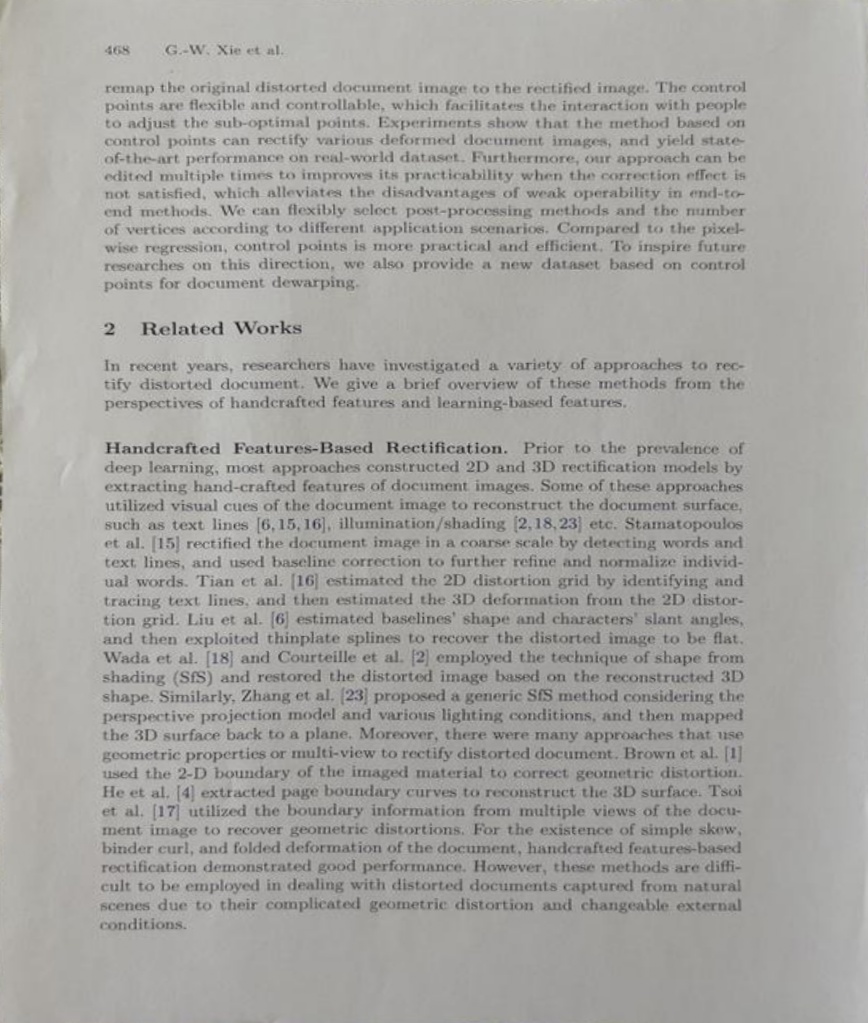 468 G.-W. Xie et al.
remap the original distorted document image to the rectified image. The control
points are flexible and controllable, which facilitates the interaction with people
to adjust the sub-optimal points. Experiments show that the method based on
control points can rectify various deformed document images, and yield state-
of-the-art performance on real-world dataset. Furthermore, our approach can be
edited multiple times to improves its practicability when the correction effect is
not satisfied, which alleviates the disadvantages of weak operability in end-to-
end methods. We can flexibly select post-processing methods and the number
of vertices according to different application scenarios. Compared to the pixel-
wise regression, control points is more practical and efficient. To inspire future
researches on this direction, we also provide a new dataset based on control
points for document dewarping.
2 Related Works
In recent years, researchers have investigated a variety of approaches to rec-
tify distorted document. We give a brief overview of these methods from the
perspectives of handcrafted features and learning-based features.
Handcrafted Features-Based Rectification. Prior to the prevalence of
deep learning, most approaches constructed 2D and 3D rectification models by
extracting hand-crafted features of document images. Some of these approaches
utilized visual cues of the document image to reconstruct the document surface,
such as text lines [6,15,16], illumination/shading [2,18,23] etc. Stamatopoulos
et al. [15] rectified the document image in a coarse scale by detecting words and
text lines, and used baseline correction to further refine and normalize individ-
ual words. Tian et al. [16] estimated the 2D distortion grid by identifying and
tracing text lines, and then estimated the 3D deformation from the 2D distor-
tion grid. Liu et al. [6] estimated baselines' shape and characters' slant angles,
and then exploited thinplate splines to recover the distorted image to be flat.
Wada et al. [18] and Courteille et al. [2] employed the technique of shape from
shading (SfS) and restored the distorted image based on the reconstructed 3D
shape. Similarly, Zhang et al. [23] proposed a generic SfS method considering the
perspective projection model and various lighting conditions, and then mapped
the 3D surface back to a plane. Moreover, there were many approaches that use
geometric properties or multi-view to rectify distorted document. Brown et al. [1]
used the 2-D boundary of the imaged material to correct geometric distortion.
He et al. [4] extracted page boundary curves to reconstruct the 3D surface. Tsoi
et al. [17] utilized the boundary information from multiple views of the docu-
ment image to recover geometric distortions. For the existence of simple skew,
binder curl, and folded deformation of the document, handcrafted features-based
rectification demonstrated good performance. However, these methods are diffi-
cult to be employed in dealing with distorted documents captured from natural
scenes due to their complicated geometric distortion and changeable external
conditions.